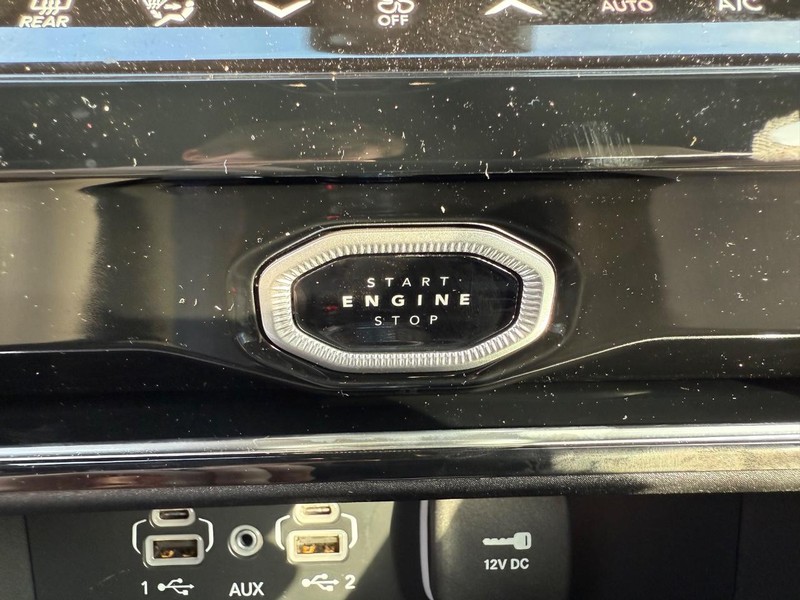 REAR
OFF
AUTO
A/C
START
ENGINE
STOP
1
AUX
2
12V DC